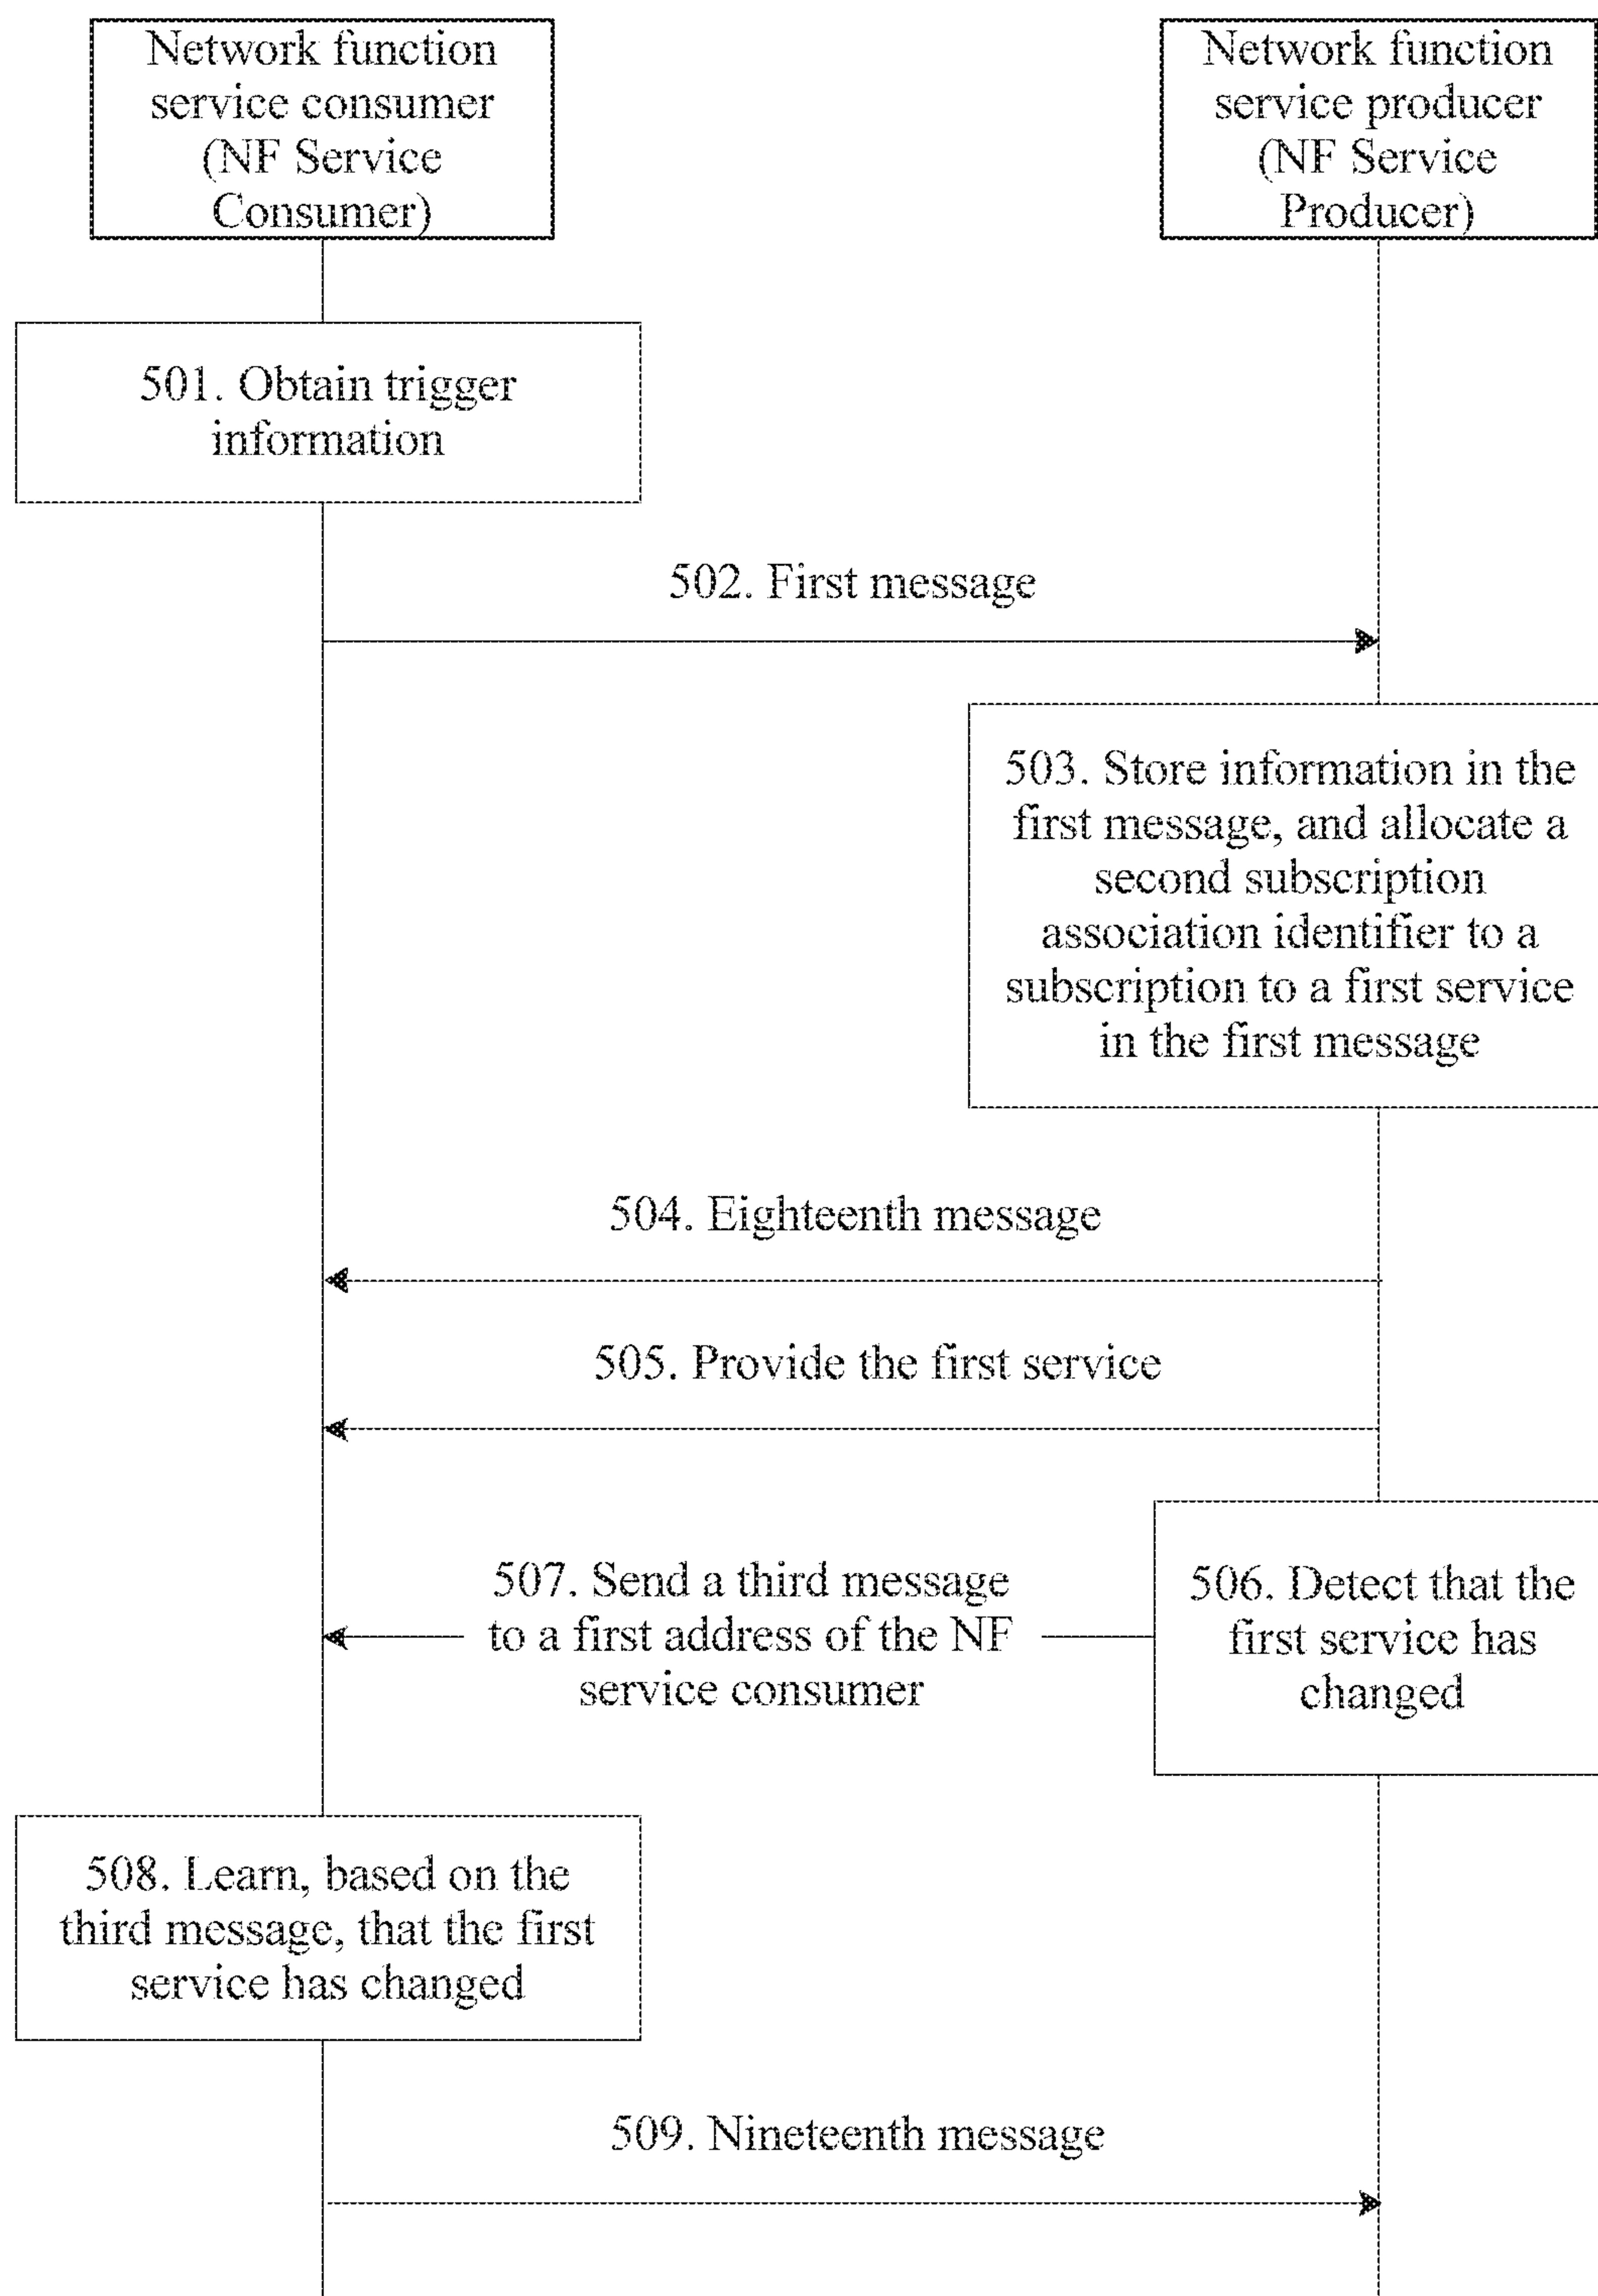 Network function
service consumer
(NF Service
Consumer)
Network function
service producer
(NF Service
Producer)
501. Obtain trigger
information
502. First message
503. Store information in the
first message, and allocate a
second subscription
association identifier to a
subscription to a first service
in the first message
504. Eighteenth message
505. Provide the first service
506. Detect that the
first service has
changed
507. Send a third message
to a first address of the NF
service consumer
508. Learn, based on the
third message, that the first
service has changed
509. Nineteenth message